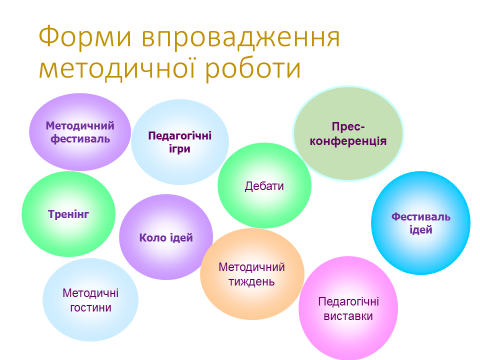 Форми впровадження
методичної роботи
Методичний
фестиваль
Педагогічні
ігри
Прес-
конференція
Дебати
Тренінг
Коло ідей
Фестиваль
ідей
Методичний
тиждень
Методичні
гостини
Педагогічні
виставки